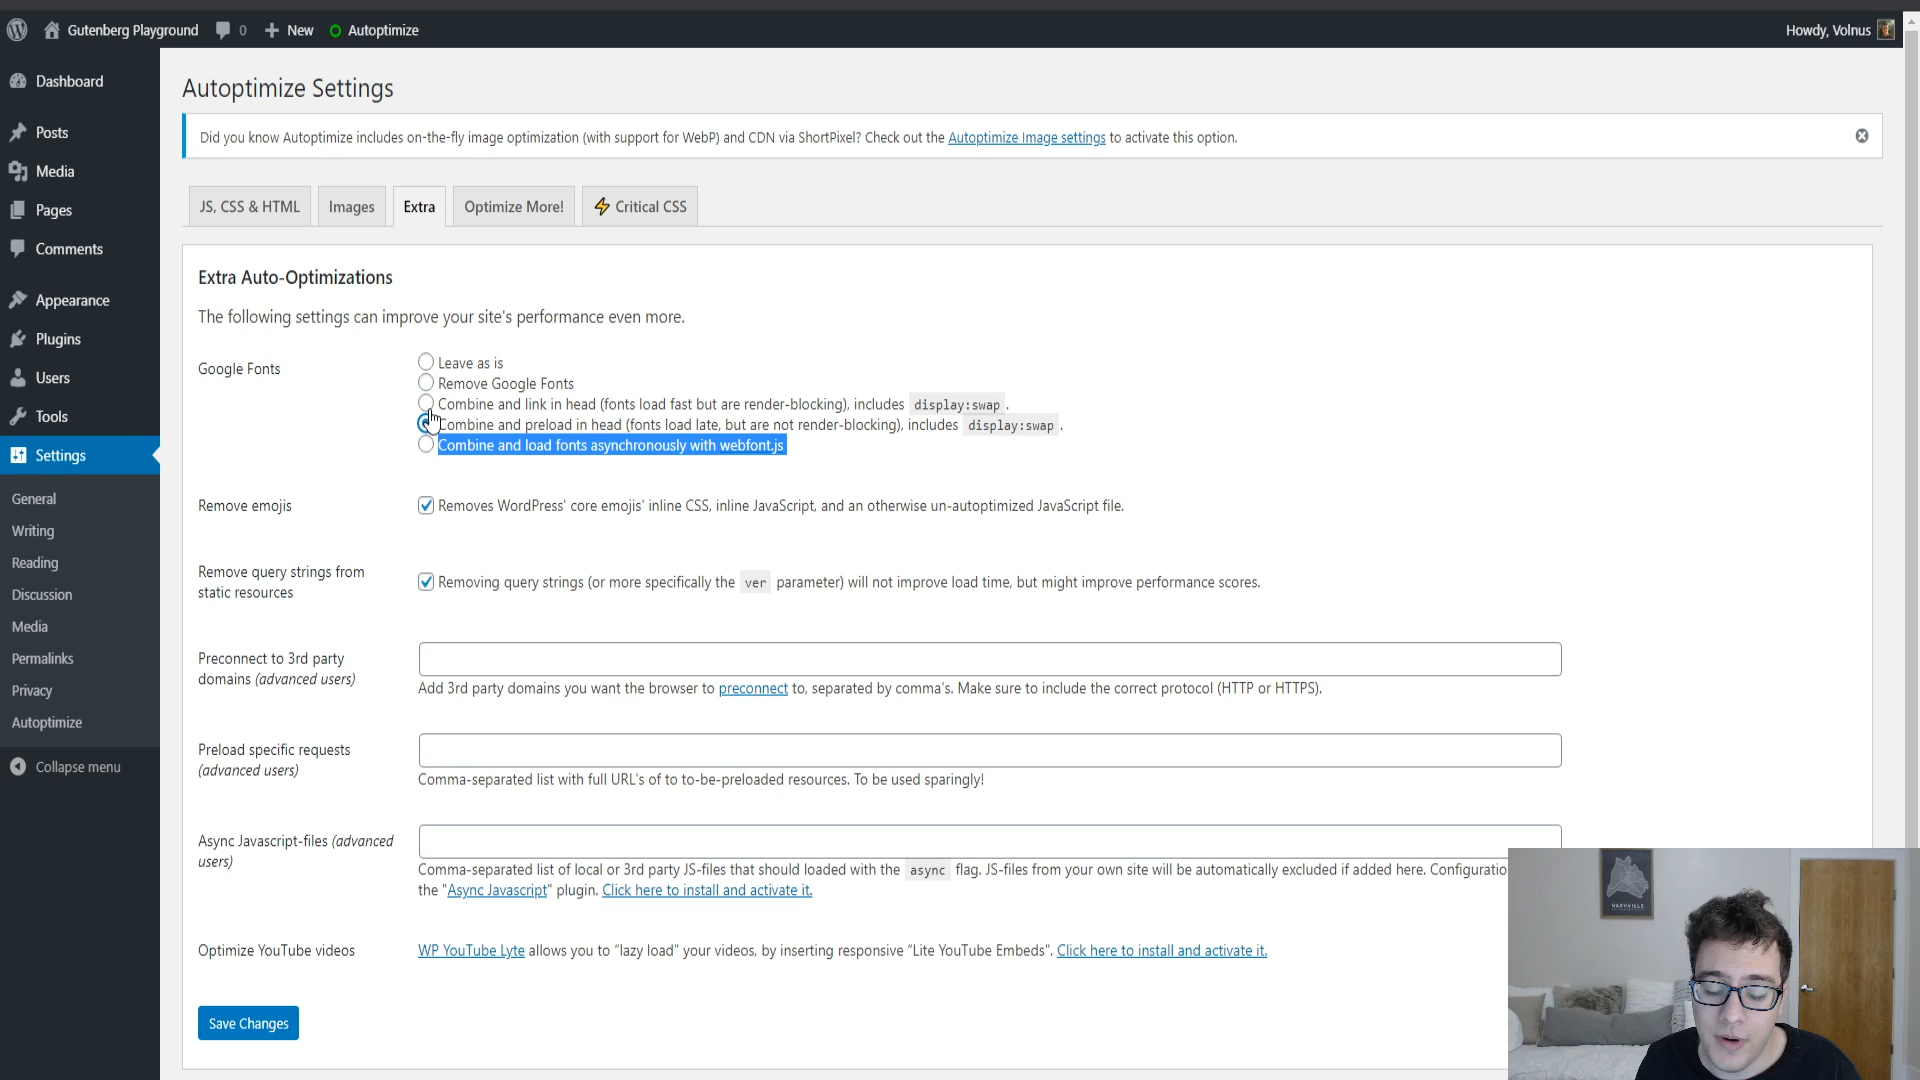 Gutenberg Playground 0 New Autoptimize Howdy, Volnus
Dashboard
Posts
Media
Pages
Comments
Appearance
Plugins
Users
Tools
Settings
General
Writing
Reading
Discussion
Media
Permalinks
Privacy
Autoptimize
Collapse menu
Autoptimize Settings
Did you know Autoptimize includes on-the-fly image optimization (with support for WebP) and CDN via ShortPixel? Check out the Autoptimize Image settings to activate this option.
JS, CSS & HTML Images Extra Optimize More! Critical CSS
Extra Auto-Optimizations
The following settings can improve your site's performance even more.
Google Fonts
Leave as is
Remove Google Fonts
Combine and link in head (fonts load fast but are render-blocking), includes display:swap .
Combine and preload in head (fonts load late, but are not render-blocking), includes display:swap .
Combine and load fonts asynchronously with webfont.js
Remove emojis
Removes WordPress' core emojis' inline CSS, inline JavaScript, and an otherwise un-autoptimized JavaScript file.
Remove query strings from
static resources
Removing query strings (or more specifically the ver parameter) will not improve load time, but might improve performance scores.
Preconnect to 3rd party
domains (advanced users)
Add 3rd party domains you want the browser to preconnect to, separated by comma's. Make sure to include the correct protocol (HTTP or HTTPS).
Preload specific requests
(advanced users)
Comma-separated list with full URL's of to to-be-preloaded resources. To be used sparingly!
Async Javascript-files (advanced
users)
Comma-separated list of local or 3rd party JS-files that should loaded with the async flag. JS-files from your own site will be automatically excluded if added here. Configuratio
the "Async Javascript" plugin. Click here to install and activate it.
Optimize YouTube videos
WP YouTube Lyte allows you to “lazy load” your videos, by inserting responsive “Lite YouTube Embeds". Click here to install and activate it.
Save Changes
NASHVILLE